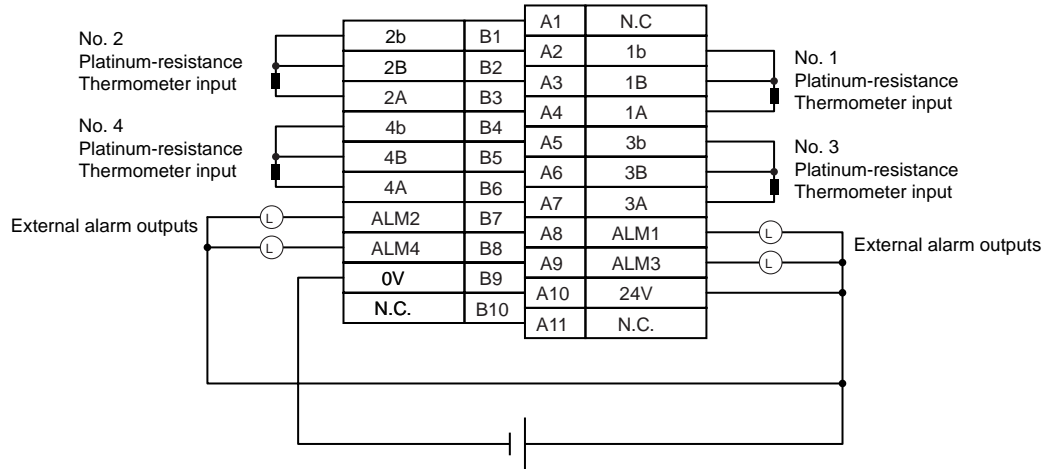 No. 2
Platinum-resistance
Thermometer input
No. 4
Platinum-resistance
Thermometer input
External alarm outputs
2b B1
2B B2
2A B3
4b B4
4B B5
4A B6
ALM2 B7
ALM4 B8
0V B9
N.C. B10
L
L
A1 N.C
A2 1b
A3 1B
A4 1A
A5 3b
A6 3B
A7 3A
A8 ALM1
A9 ALM3
A10 24V
A11 N.C.
L
L
No. 1
Platinum-resistance
Thermometer input
No. 3
Platinum-resistance
Thermometer input
External alarm outputs